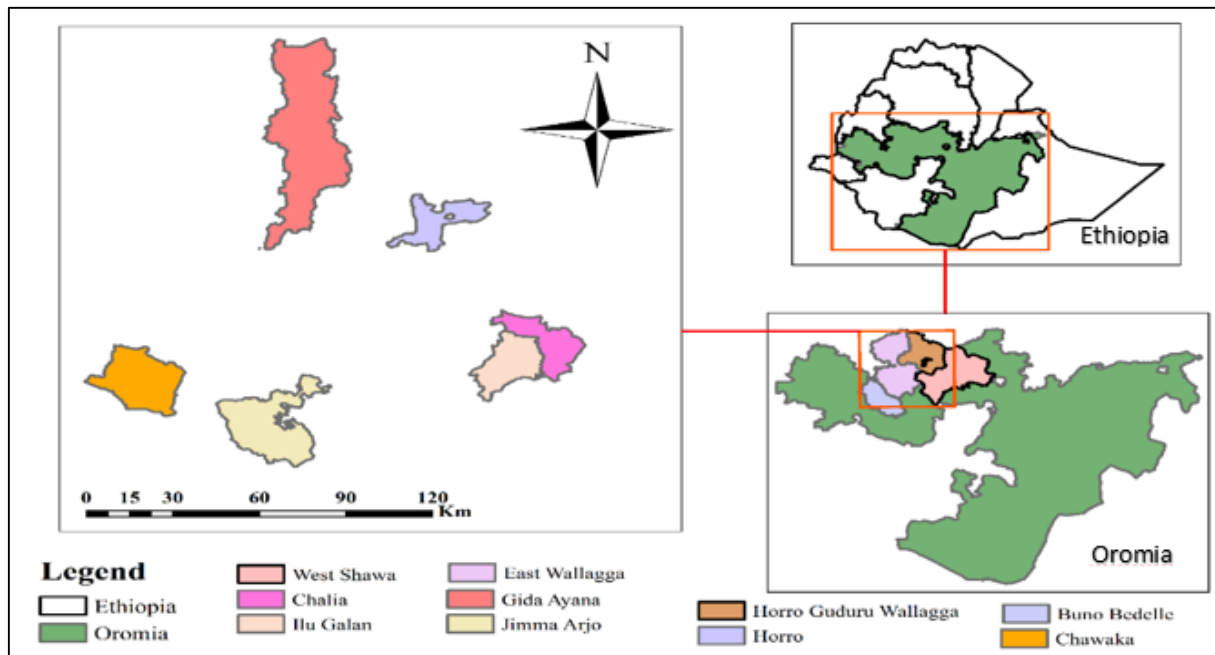 N
Ethiopia
0 15 30 60 90 120
Km
Oromia
Legend
Ethiopia
Oromia
West Shawa
Chalia
Ilu Galan
East Wallagga
Gida Ayana
Jimma Arjo
Horro Guduru Wallagga
Horro
Buno Bedelle
Chawaka